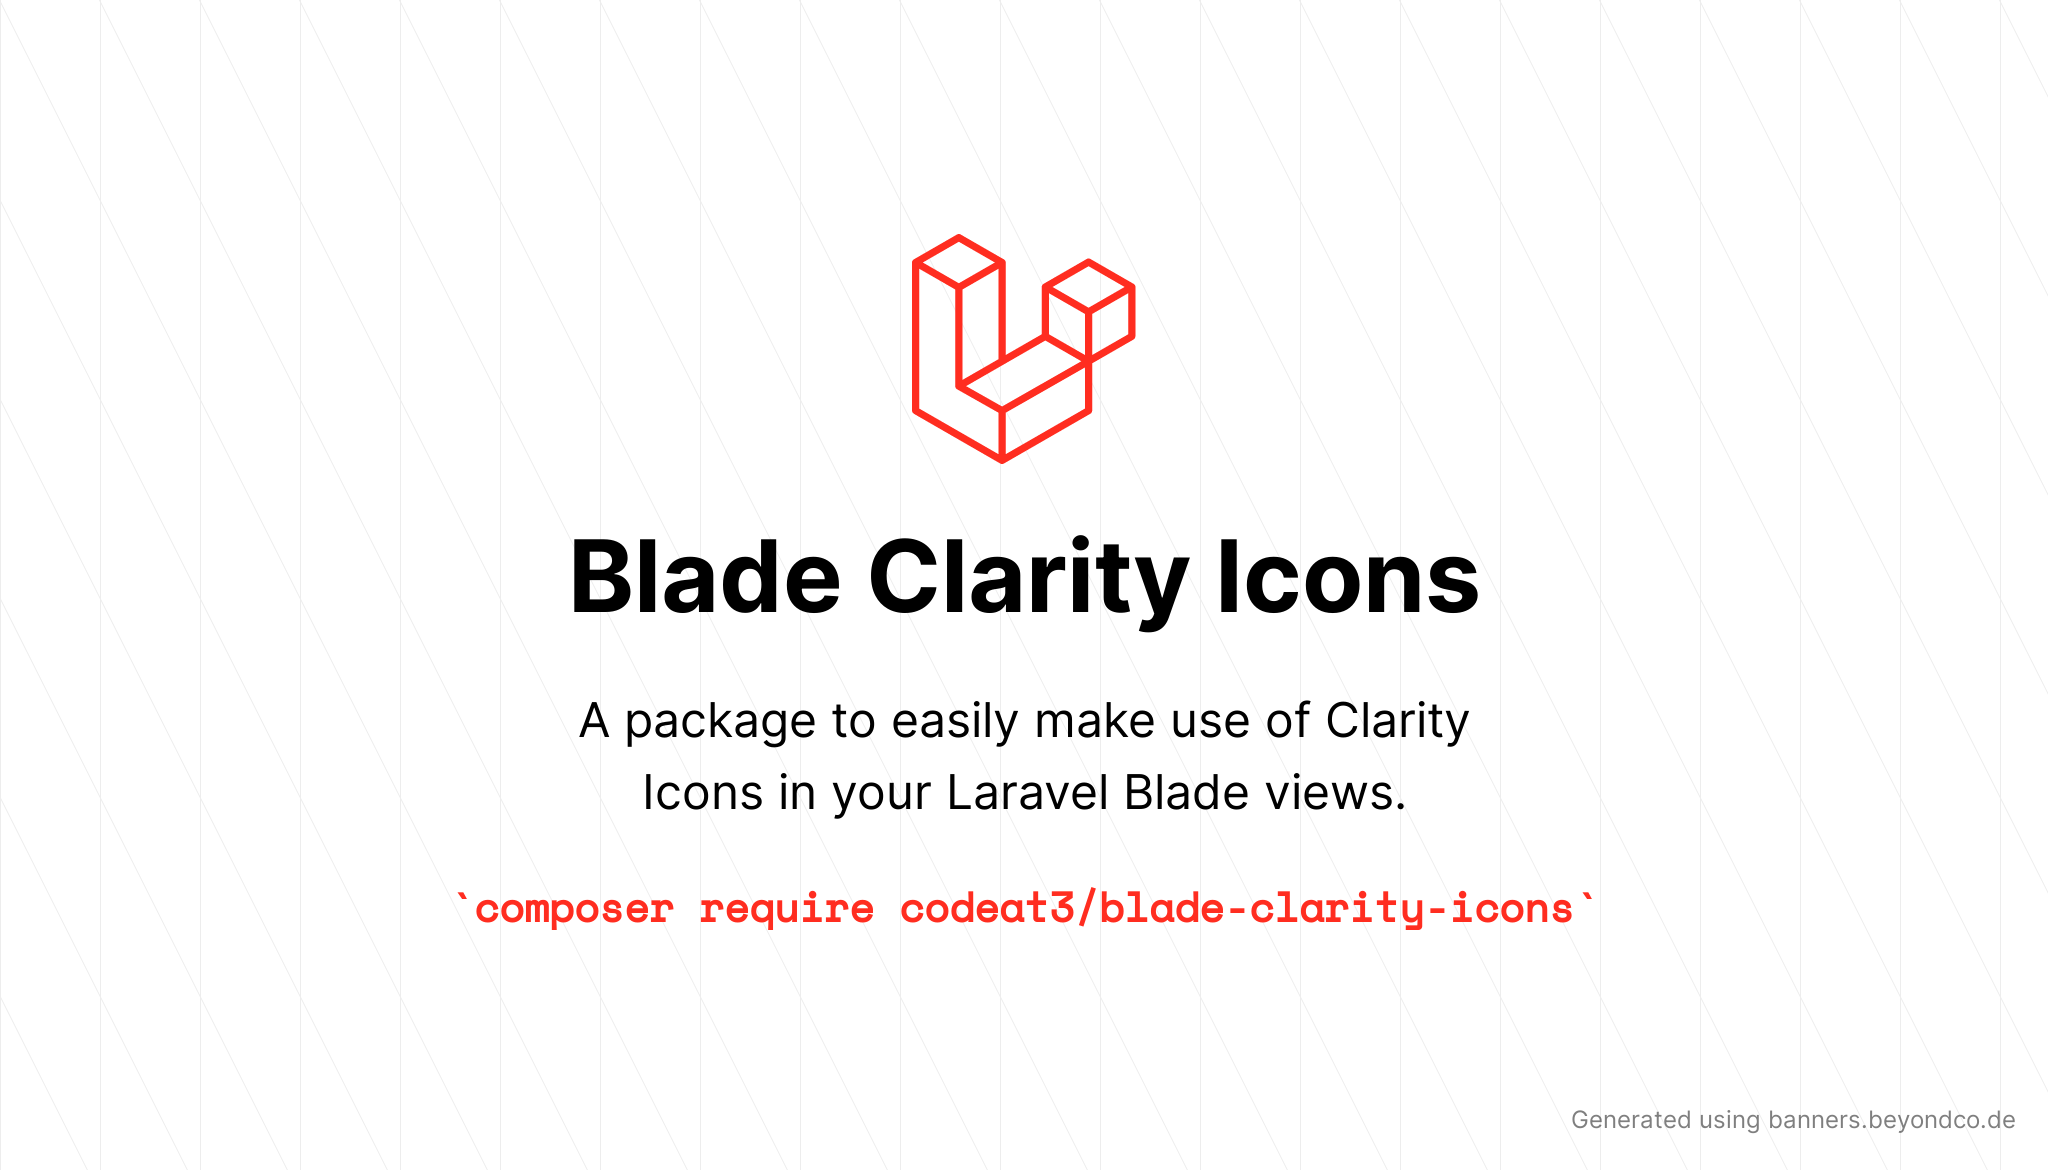 Blade Clarity Icons
A package to easily make use of Clarity
Icons in your Laravel Blade views.
`composer require codeat3/blade-clarity-icons`
Generated using banners.beyondco.de